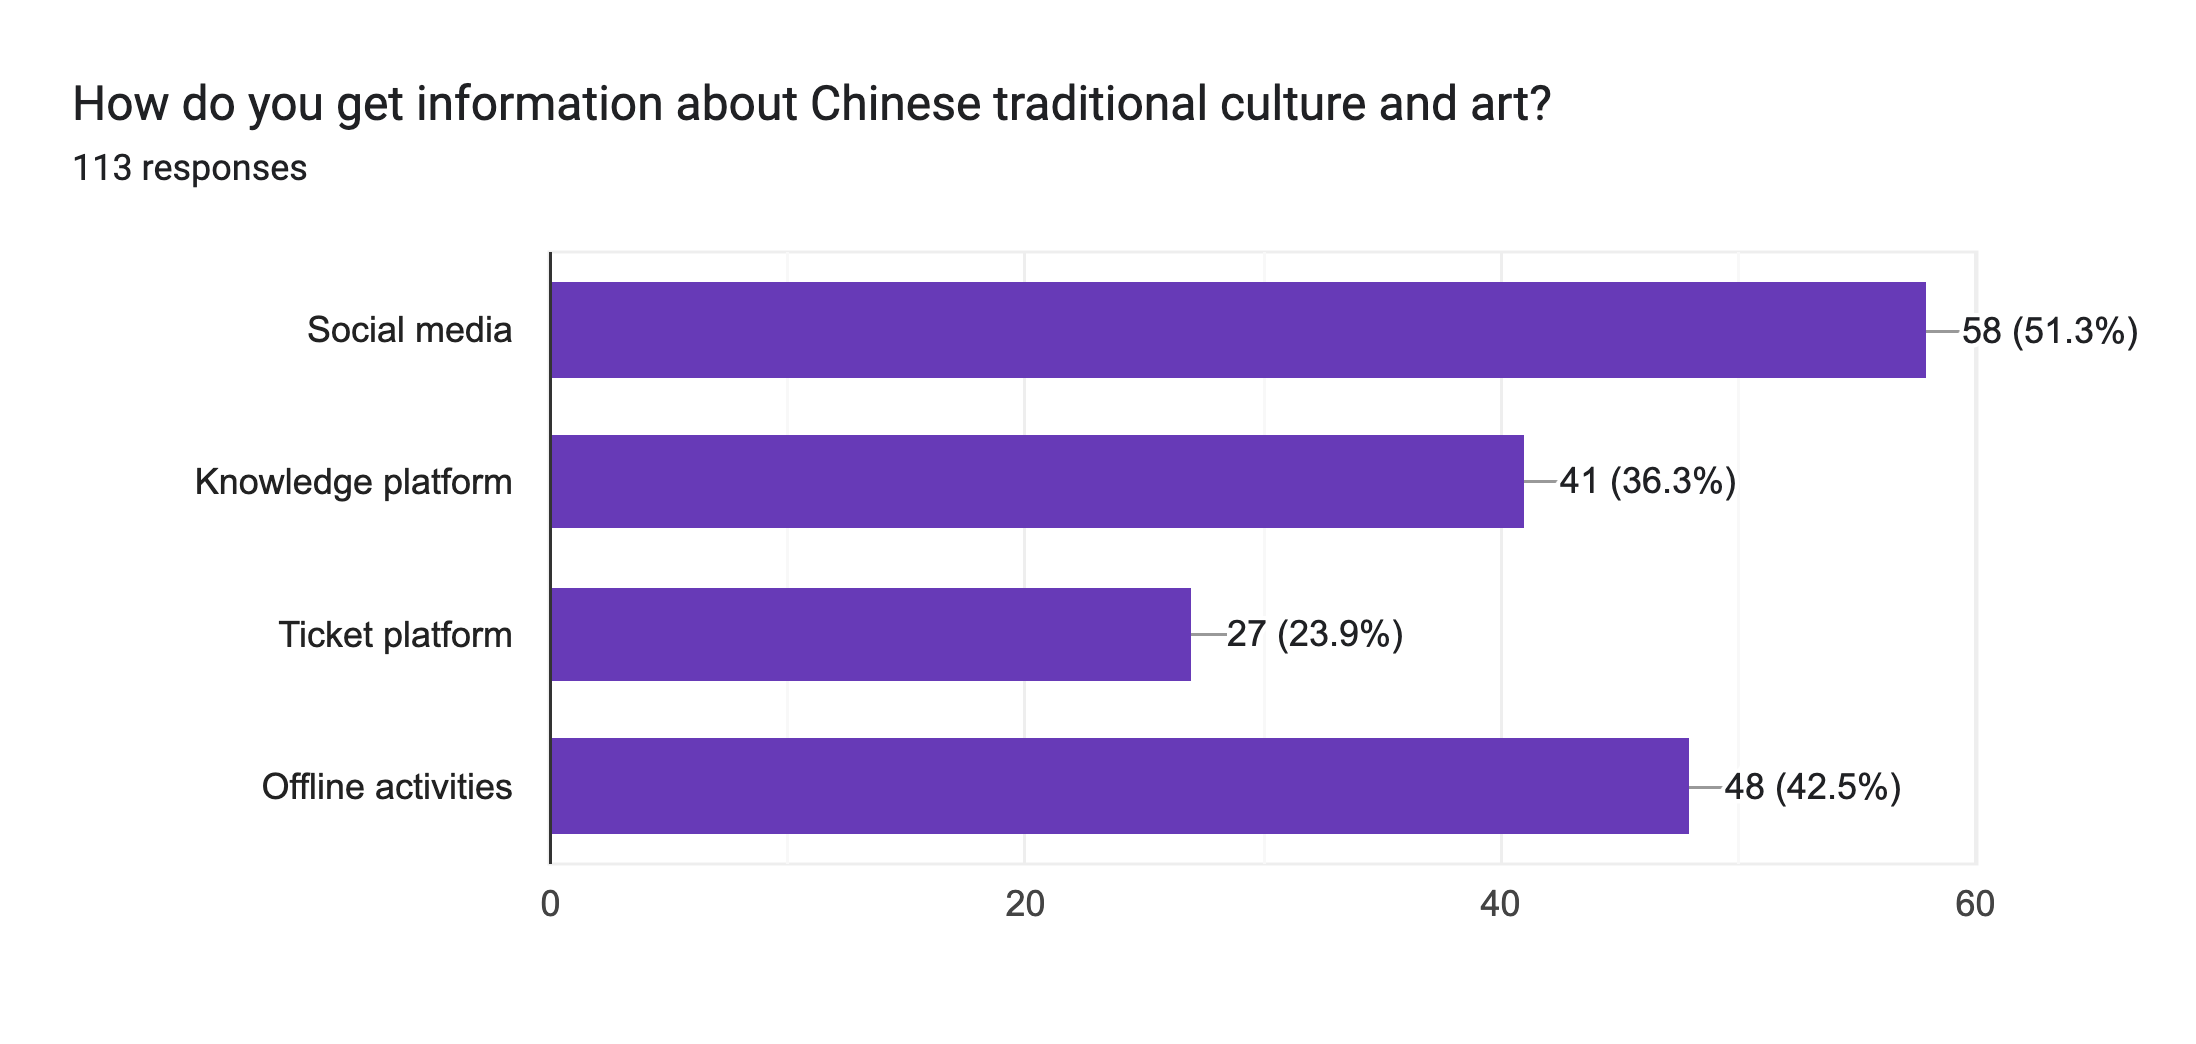 How do you get information about Chinese traditional culture and art?
113 responses
Social media
58 (51.3%)
Knowledge platform
41 (36.3%)
Ticket platform
27 (23.9%)
Offline activities
48 (42.5%)
0 20 40 60